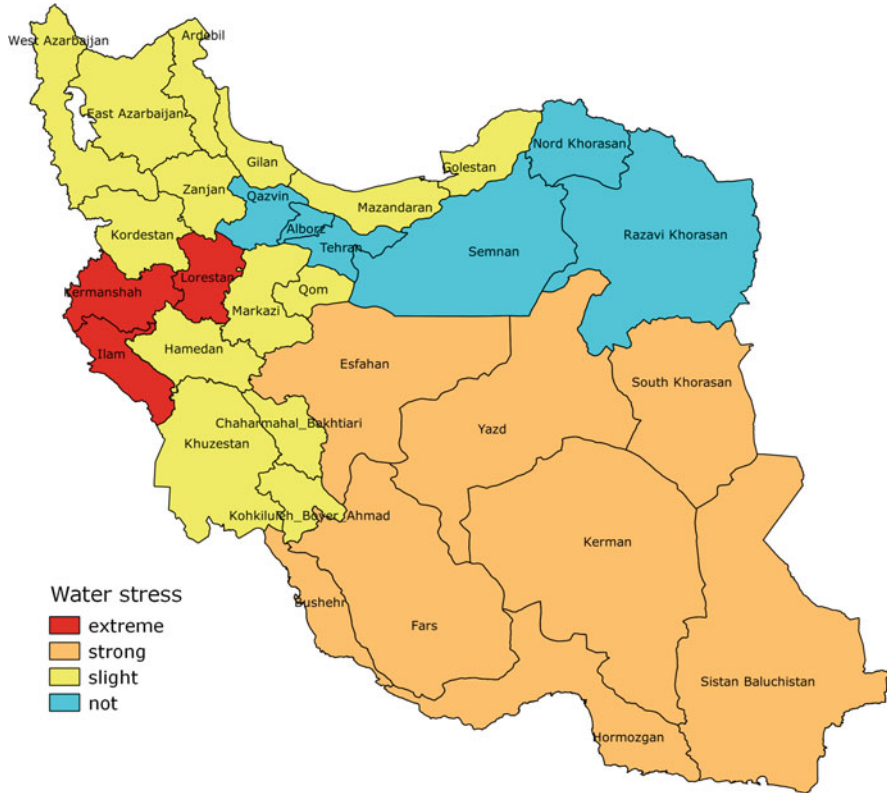 West Azarbaijan
Ardebil
East Azarbaijan
Gilan
Golestan
Nord Khorasan
Zanjan
Qazvin
Mazandaran
Alborz
Kordestan
Tehran
Semnan
Razavi Khorasan
Lorestan
Kermanshah
Qom
Markazi
Ilam
Hamedan
Esfahan
South Khorasan
Chaharmahal_Bakhtiari
Yazd
Khuzestan
Kohkiluyeh_Boyer_Ahmad
Kerman
Water stress
Bushehr
extreme
Fars
strong
slight
Sistan Baluchistan
not
Hormozgan